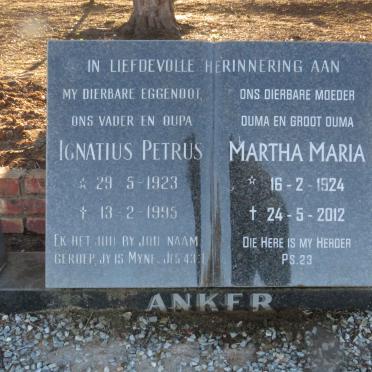 IN LIEFDEVOLLE HERINNERING AAN
MY DIERBARE EGGENOOT,
ONS VADER EN OUPA
IGNATIUS PETRUS
☆ 29-5-1923
† 13-2-1995
EK HET JOU BY JOU NAAM
GEROEP, JY IS MYNE. JES 43:1
ONS DIERBARE MOEDER
OUMA EN GROOT OUMA
MARTHA MARIA
☆ 16-2-1924
† 24-5-2012
DIE HERE IS MY HERDER
PS.23
ANKER